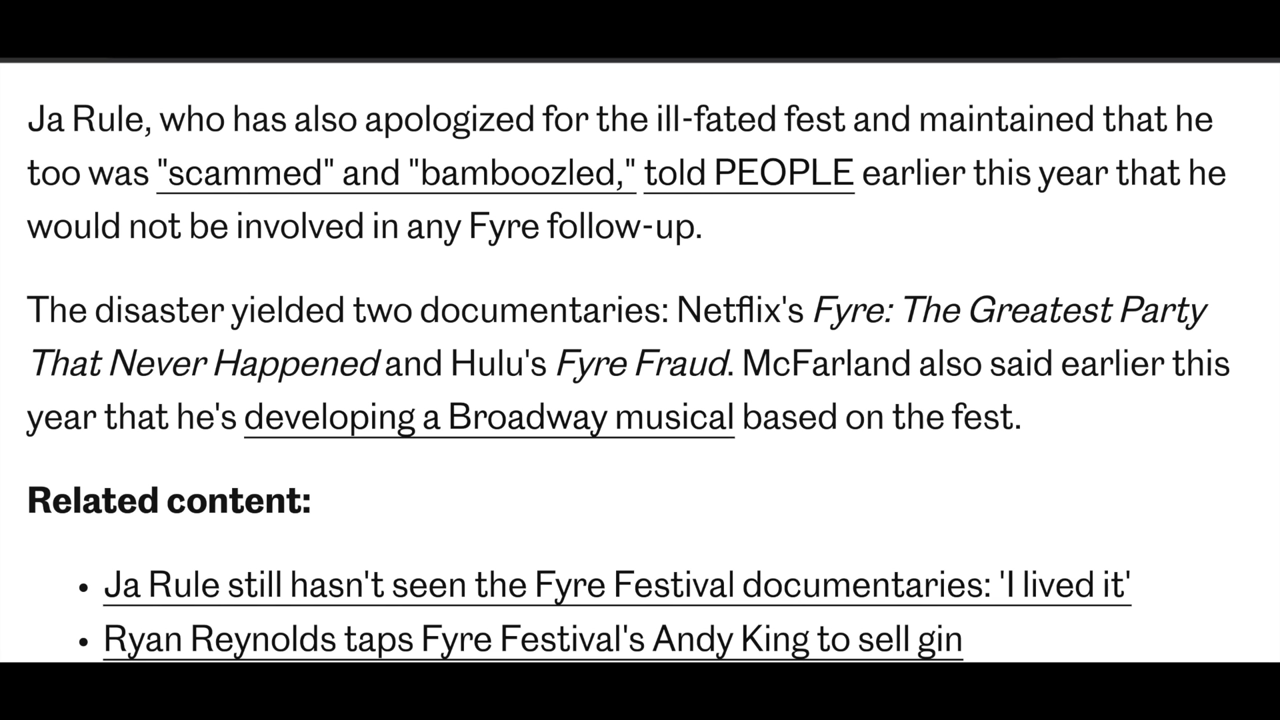 Ja Rule, who has also apologized for the ill-fated fest and maintained that he
too was "scammed" and "bamboozled," told PEOPLE earlier this year that he
would not be involved in any Fyre follow-up.
The disaster yielded two documentaries: Netflix's Fyre: The Greatest Party
That Never Happened and Hulu's Fyre Fraud. McFarland also said earlier this
year that he's developing a Broadway musical based on the fest.
Related content:
• Ja Rule still hasn't seen the Fyre Festival documentaries: 'I lived it'
• Ryan Reynolds taps Fyre Festival's Andy King to sell gin